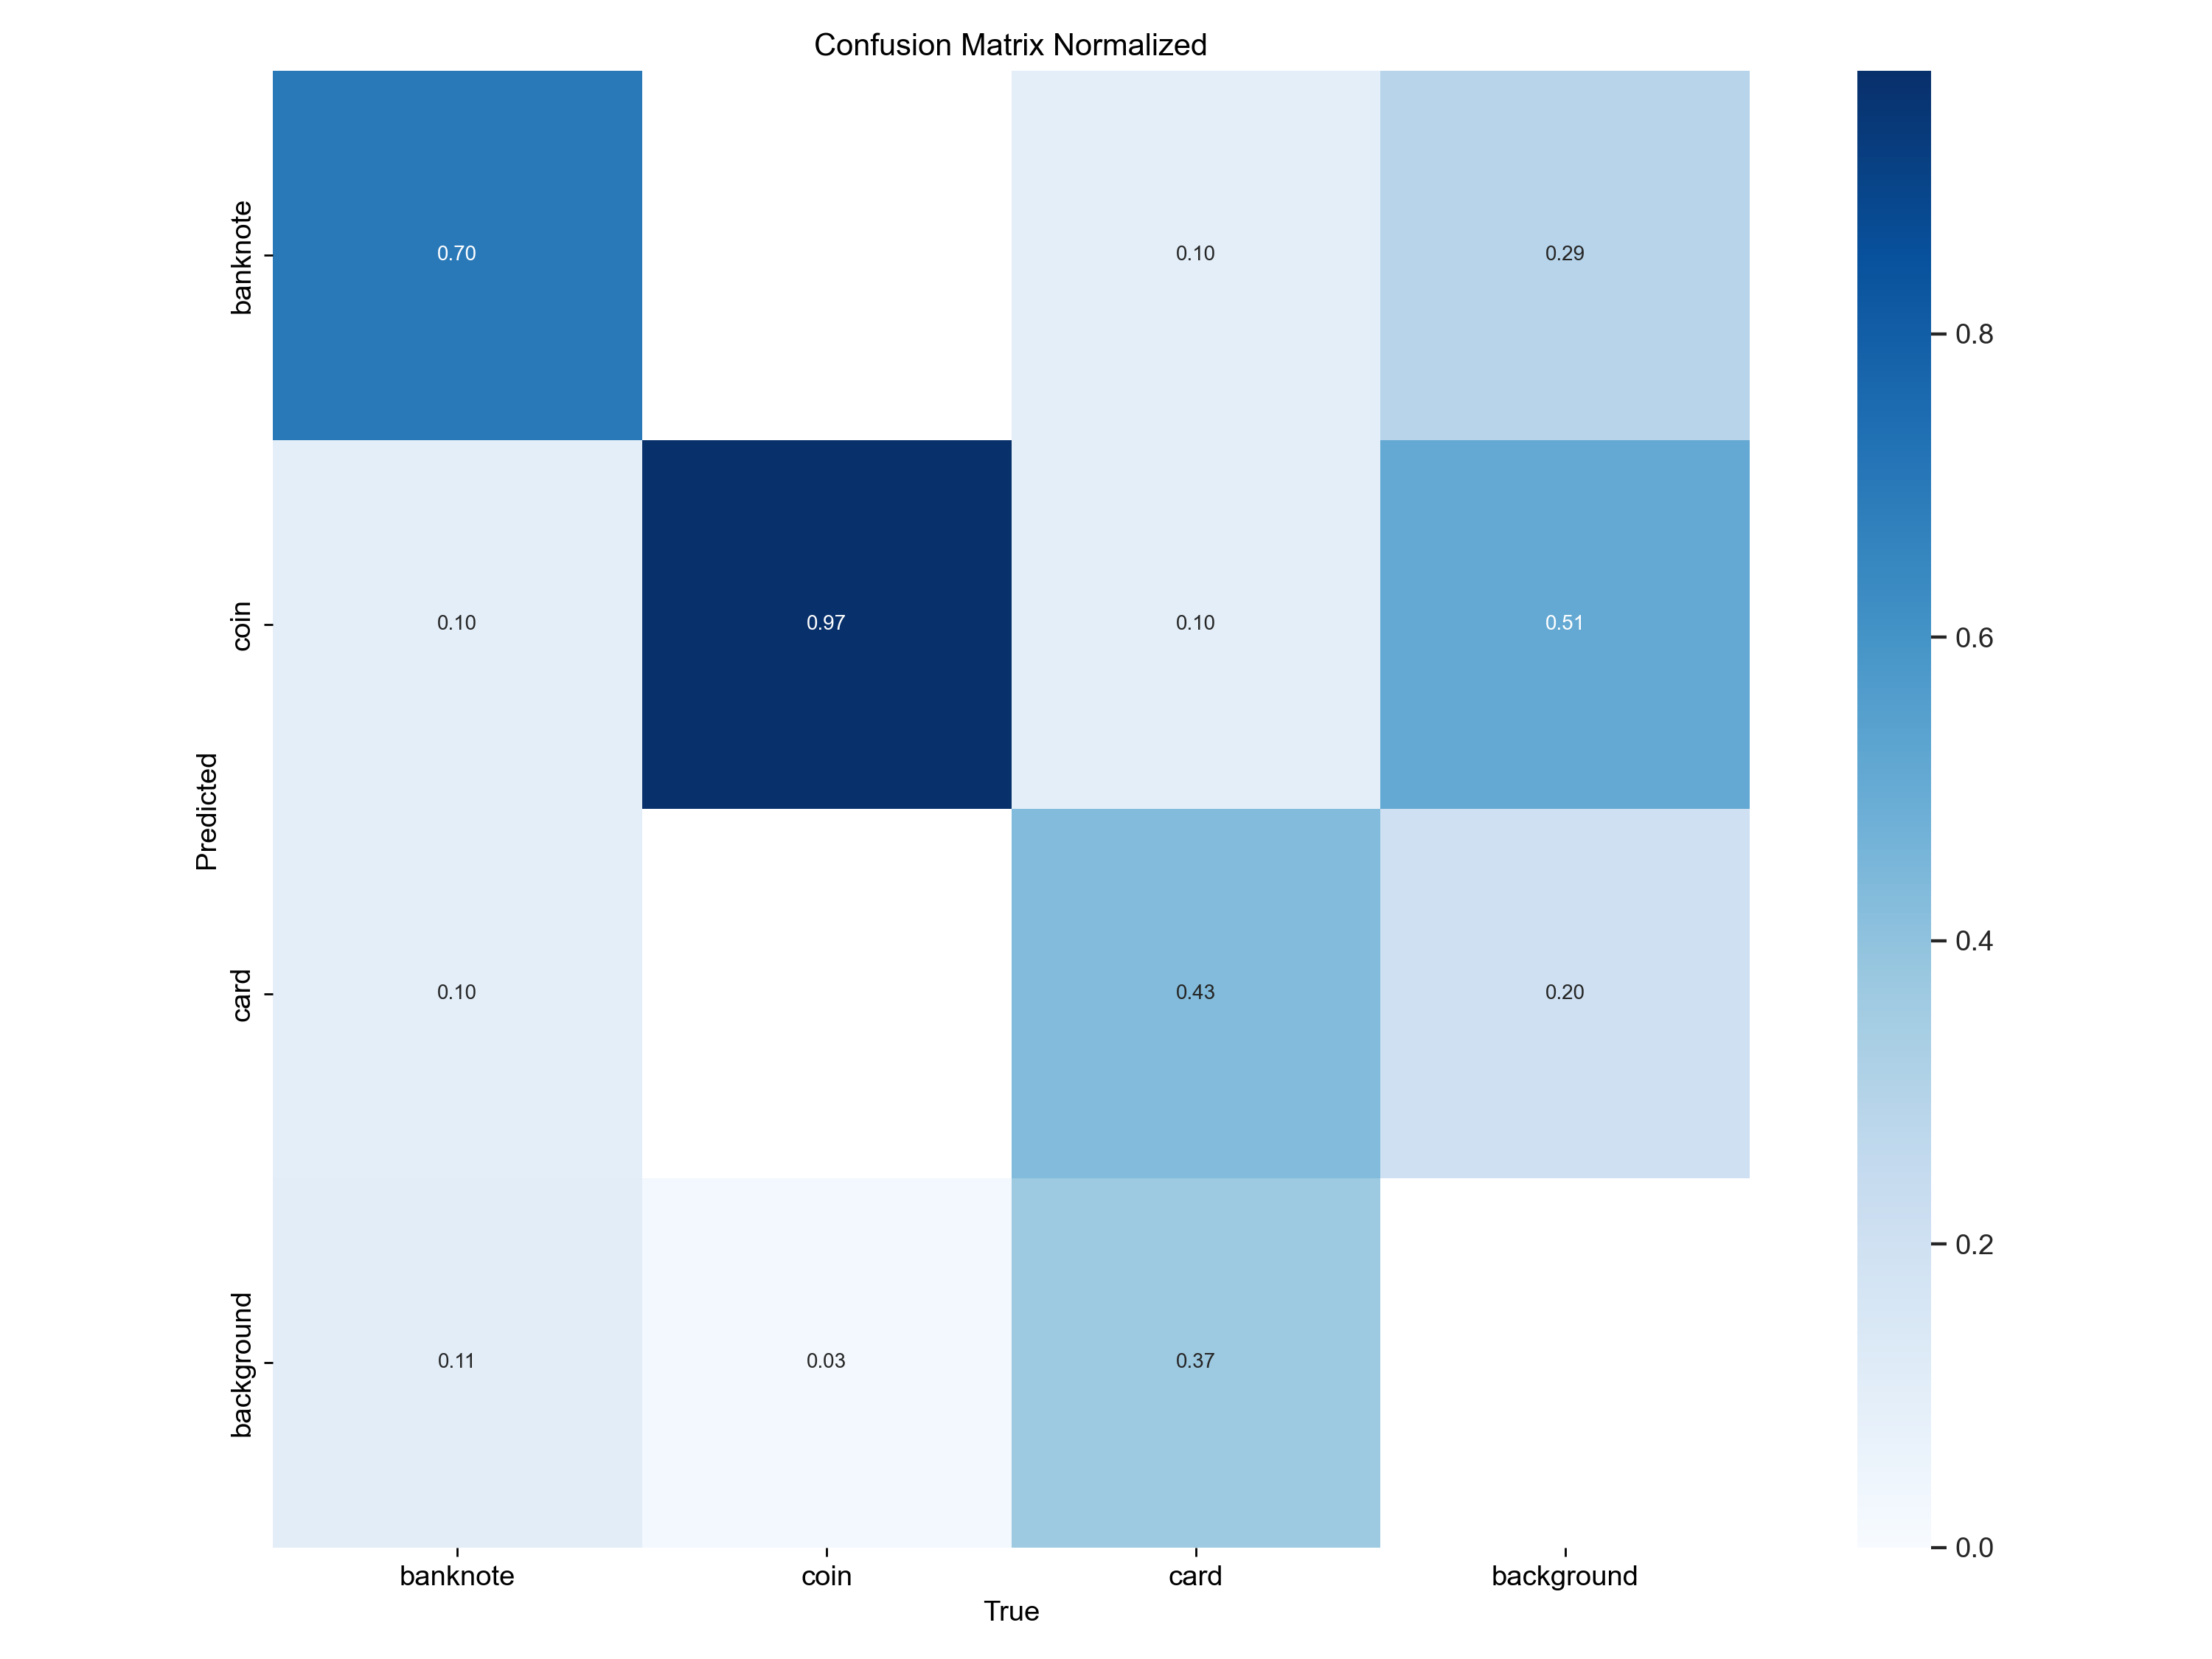 Confusion Matrix Normalized
banknote
0.70
0.10
0.29
coin
0.10
0.97
0.10
0.51
card
0.10
0.43
0.20
background
0.11
0.03
0.37
Predicted
banknote
coin
card
background
True
0.8
0.6
0.4
0.2
0.0